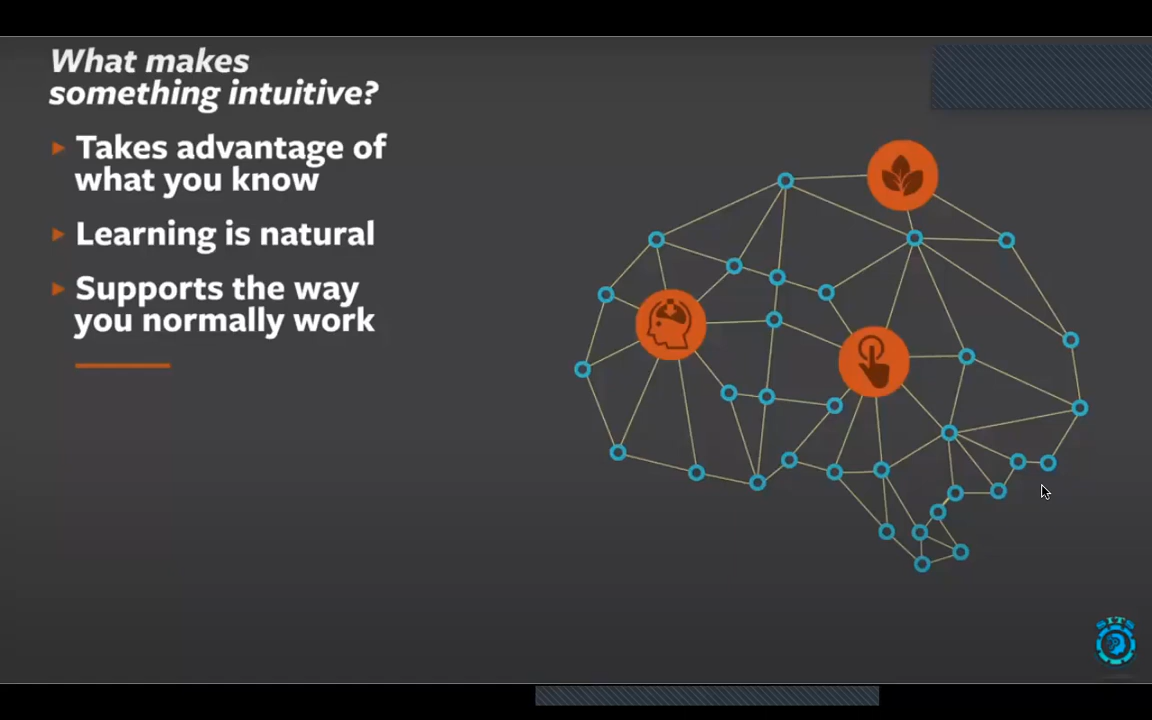 What makes
something intuitive?
Takes advantage of
what you know
Learning is natural
Supports the way
you normally work
SITS